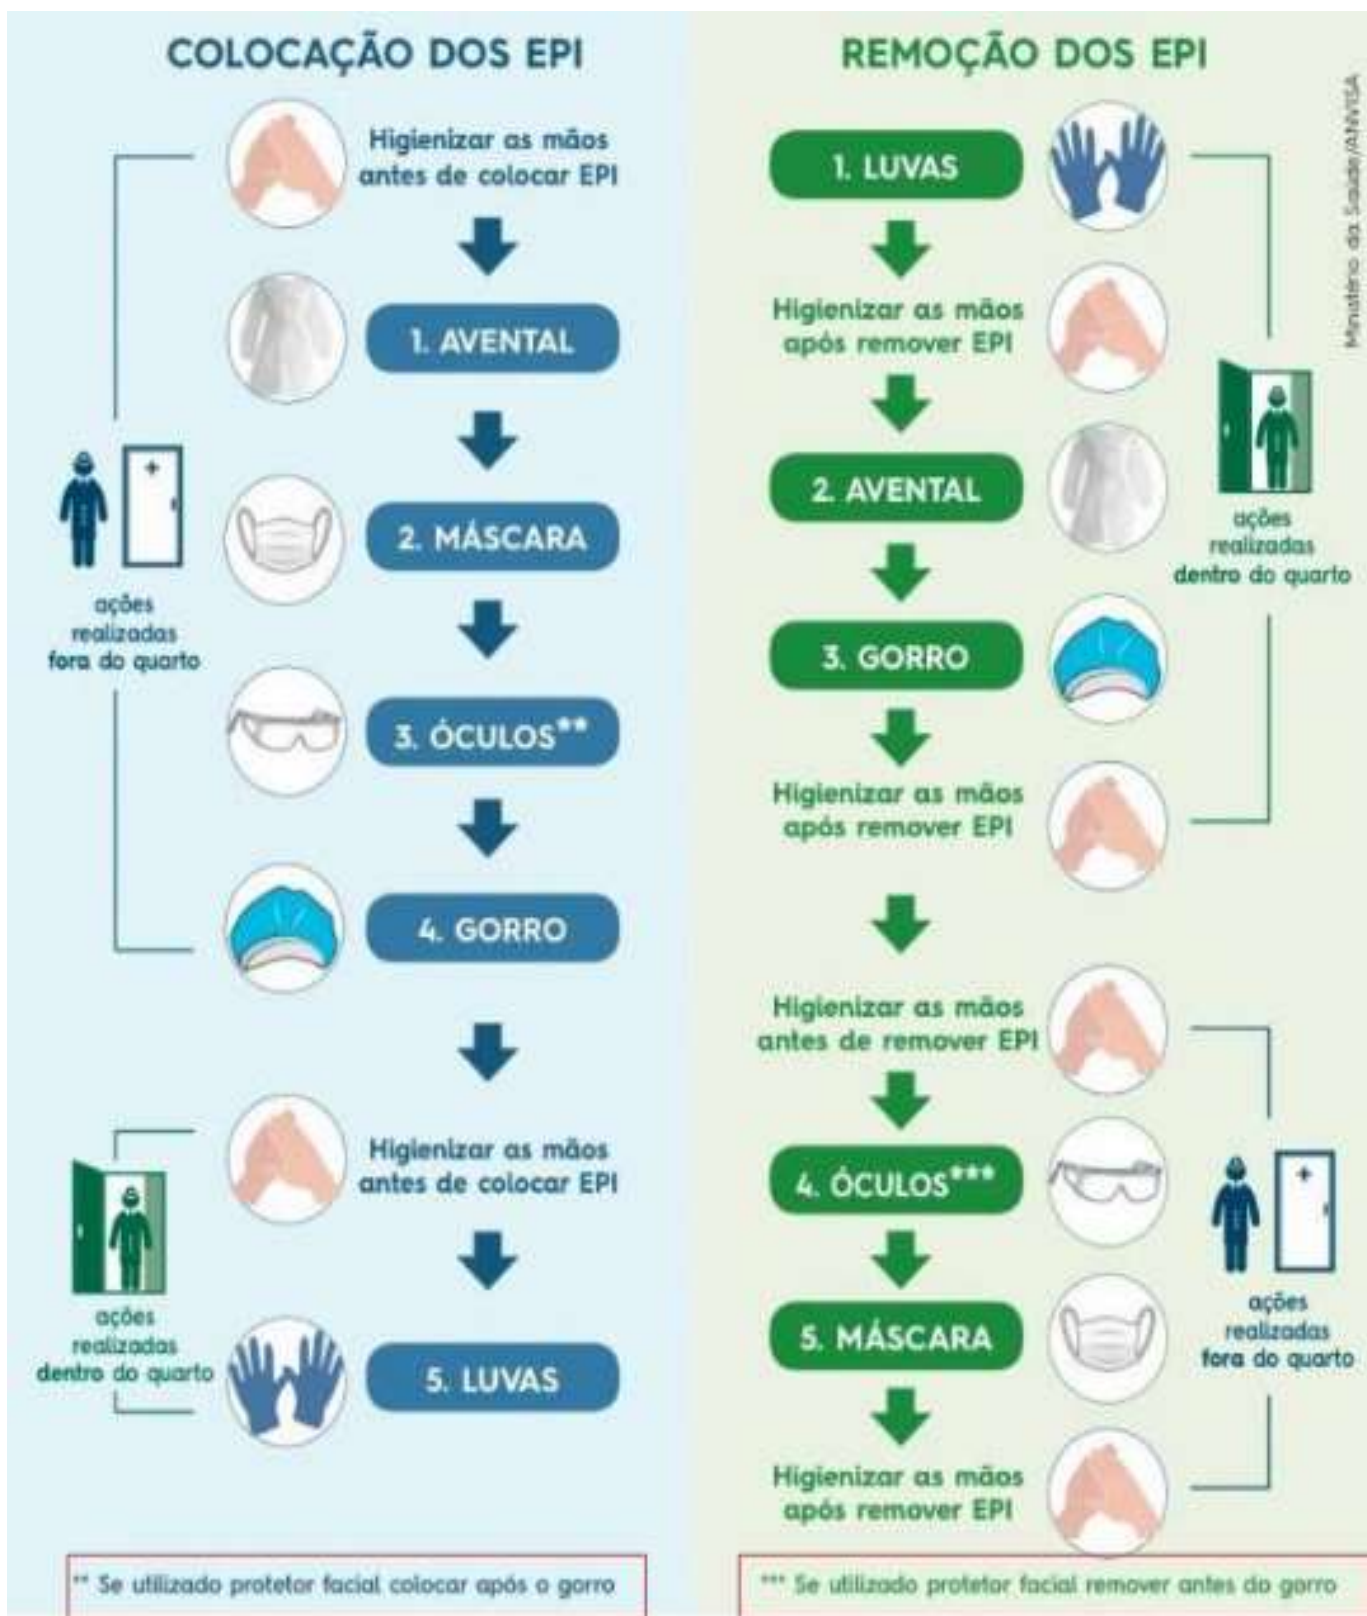 COLOCAÇÃO DOS EPI
Higienizar as mãos
antes de colocar EPI
1. AVENTAL
2. MÁSCARA
3. ÓCULOS**
4. GORRO
ações
realizadas
fora do quarto
Higienizar as mãos
antes de colocar EPI
5. LUVAS
ações
realizadas
dentro do quarto
** Se utilizado protetor facial colocar após o gorro
REMOÇÃO DOS EPI
1. LUVAS
Higienizar as mãos
após remover EPI
2. AVENTAL
3. GORRO
Higienizar as mãos
após remover EPI
ações
realizadas
dentro do quarto
Higienizar as mãos
antes de remover EPI
4. ÓCULOS***
5. MÁSCARA
Higienizar as mãos
após remover EPI
ações
realizadas
fora do quarto
*** Se utilizado protetor facial remover antes do gorro
Ministério da Saúde/ANVISA